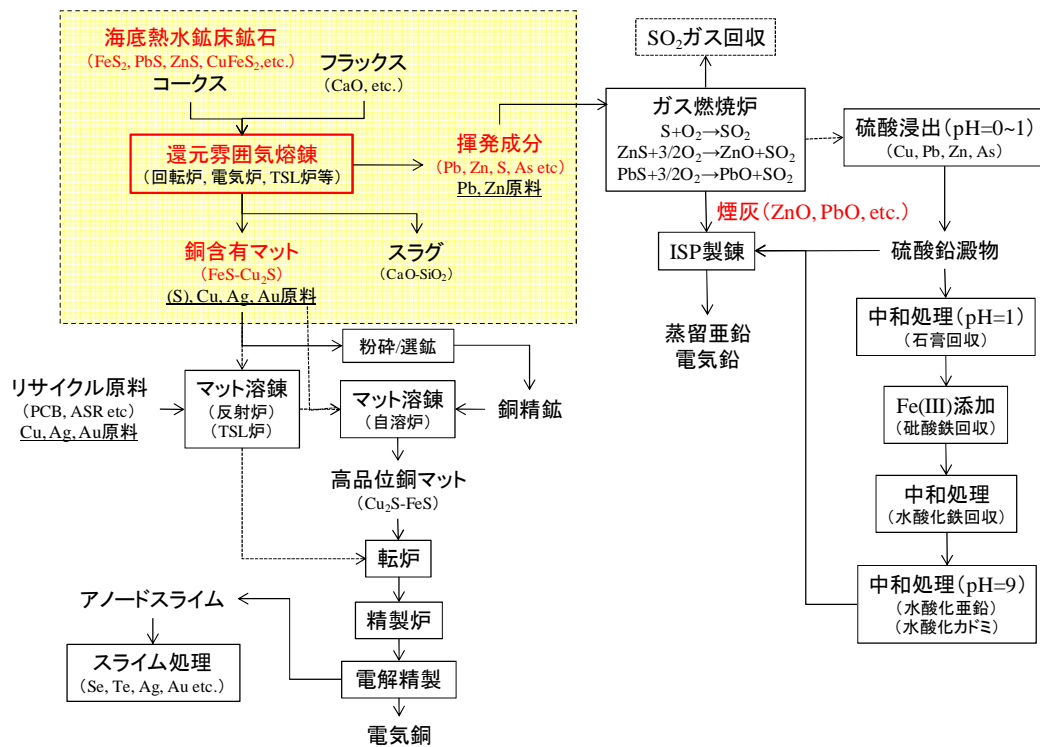 海底熱水鉱床鉱石
（FeS2, PbS, ZnS, CuFeS2,etc.）
コークス
フラックス
（CaO, etc.）
還元雰囲気熔錬
（回転炉, 電気炉, TSL炉等）
揮発成分
（Pb, Zn, S, As etc）
Pb, Zn原料
銅含有マット
（FeS-Cu2S）
(S), Cu, Ag, Au原料
スラグ
（CaO-SiO2）
SO2ガス回収
ガス燃焼炉
S+O2→SO2
ZnS+3/2O2→ZnO+SO2
PbS+3/2O2→PbO+SO2
硫酸浸出（pH=0~1）
（Cu, Pb, Zn, As）
煙灰（ZnO, PbO, etc.）
ISP製錬
硫酸鉛澱物
蒸留亜鉛
電気鉛
中和処理（pH=1）
（石膏回収）
Fe(III)添加
（砒酸鉄回収）
中和処理
（水酸化鉄回収）
中和処理（pH=9）
（水酸化亜鉛）
（水酸化カドミ）
粉砕/選鉱
リサイクル原料
（PCB, ASR etc）
Cu, Ag, Au原料
マット溶錬
（反射炉）
（TSL炉）
マット溶錬
（自溶炉）
銅精鉱
高品位銅マット
（Cu2S-FeS）
転炉
精製炉
電解精製
電気銅
アノードスライム
スライム処理
（Se, Te, Ag, Au etc.）